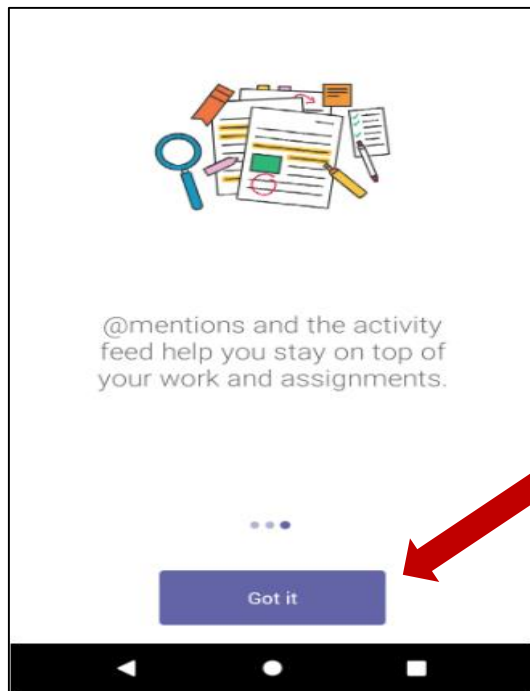 @mentions and the activity
feed help you stay on top of
your work and assignments.
Got it